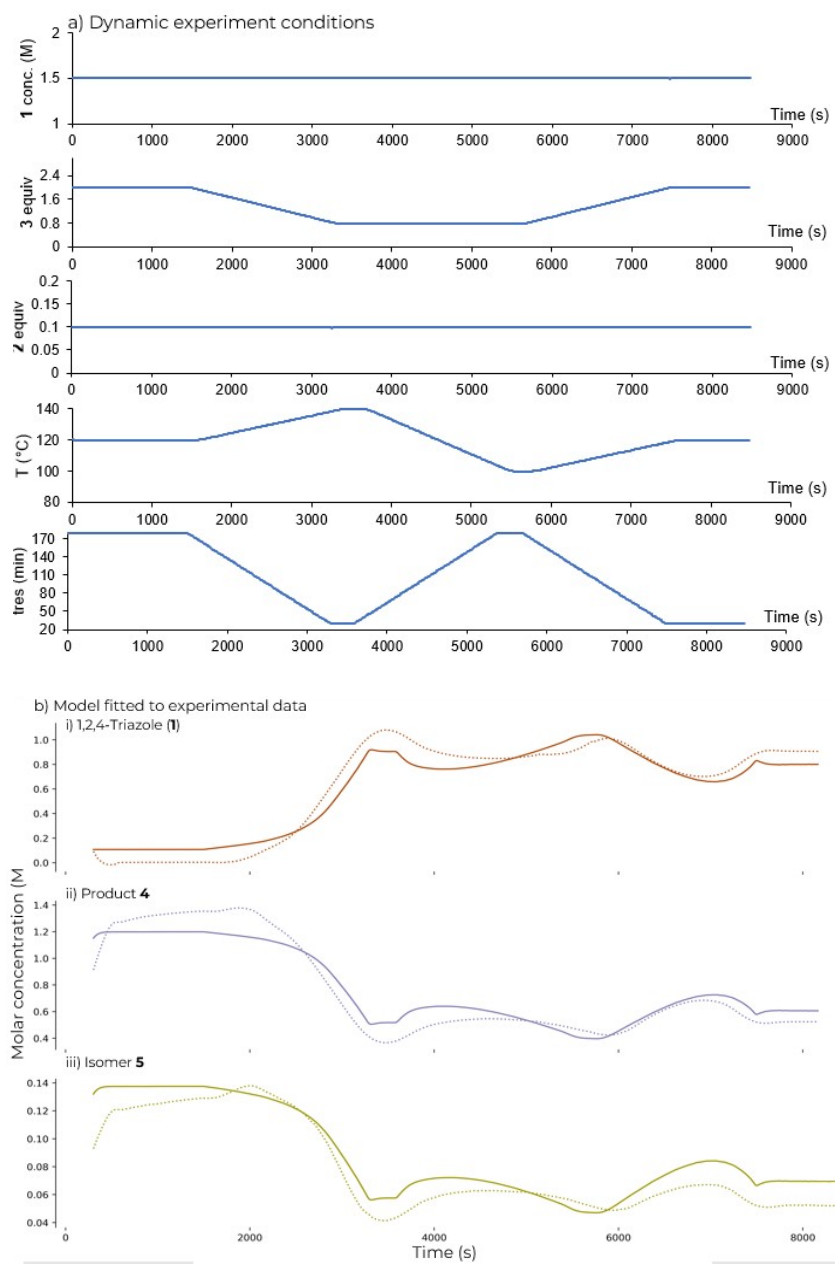 a) Dynamic experiment conditions
1 conc. (M)
2
1.5
1
Time (s)
0 1000 2000 3000 4000 5000 6000 7000 8000 9000
3 equiv
2.4
1.6
0.8
0
Time (s)
0 1000 2000 3000 4000 5000 6000 7000 8000 9000
2 equiv
0.2
0.15
0.1
0.05
0
Time (s)
0 1000 2000 3000 4000 5000 6000 7000 8000 9000
T (°C)
140
120
100
80
Time (s)
0 1000 2000 3000 4000 5000 6000 7000 8000 9000
tres (min)
170
140
110
80
50
20
Time (s)
0 1000 2000 3000 4000 5000 6000 7000 8000 9000
b) Model fitted to experimental data
i) 1,2,4-Triazole (1)
1.0
0.8
0.6
0.4
0.2
0.0
Molar concentration (M
ii) Product 4
1.4
1.2
1.0
0.8
0.6
0.4
iii) Isomer 5
0.14
0.12
0.10
0.08
0.06
0.04
0 2000 4000 6000 8000
Time (s)